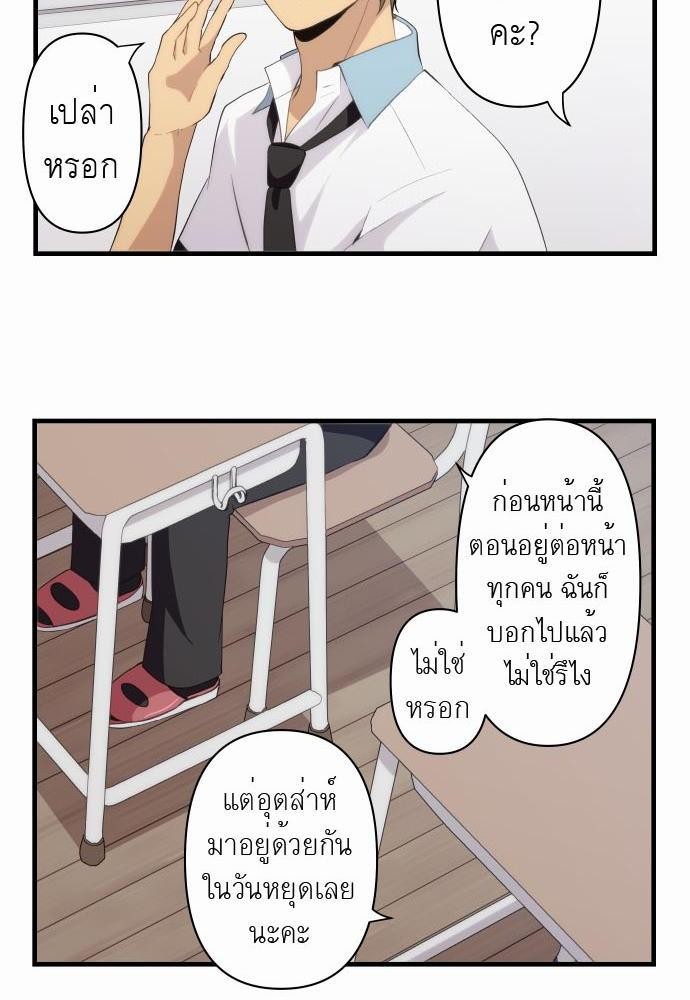 คะ?
เปล่า
หรอก
ก่อนหน้านี้
ตอนอยู่ต่อหน้า
ทุกคน ฉันก็
บอกไปแล้ว
ไม่ใช่รึไง
ไม่ใช่
หรอก
แต่อุตส่าห์
มาอยู่ด้วยกัน
ในวันหยุดเลย
นะคะ